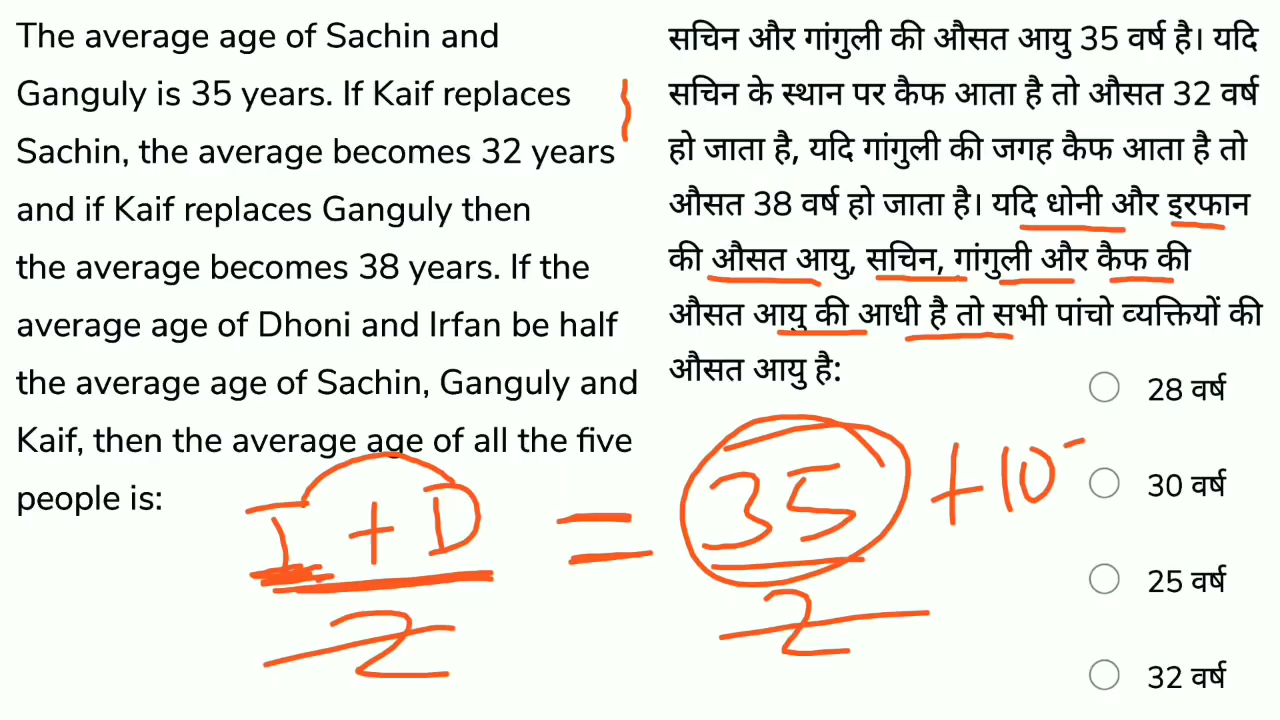 The average age of Sachin and
Ganguly is 35 years. If Kaif replaces
Sachin, the average becomes 32 years
and if Kaif replaces Ganguly then
the average becomes 38 years. If the
average age of Dhoni and Irfan be half
the average age of Sachin, Ganguly and
Kaif, then the average age of all the five
people is:
सचिन और गांगुली की औसत आयु 35 वर्ष है। यदि
सचिन के स्थान पर कैफ आता है तो औसत 32 वर्ष
हो जाता है, यदि गांगुली की जगह कैफ आता है तो
औसत 38 वर्ष हो जाता है। यदि धोनी और इरफान
की औसत आयु, सचिन, गांगुली और कैफ की
औसत आयु की आधी है तो सभी पांचो व्यक्तियों की
औसत आयु है:
28 वर्ष
30 वर्ष
25 वर्ष
32 वर्ष
I + D = 35 + 10
2 2